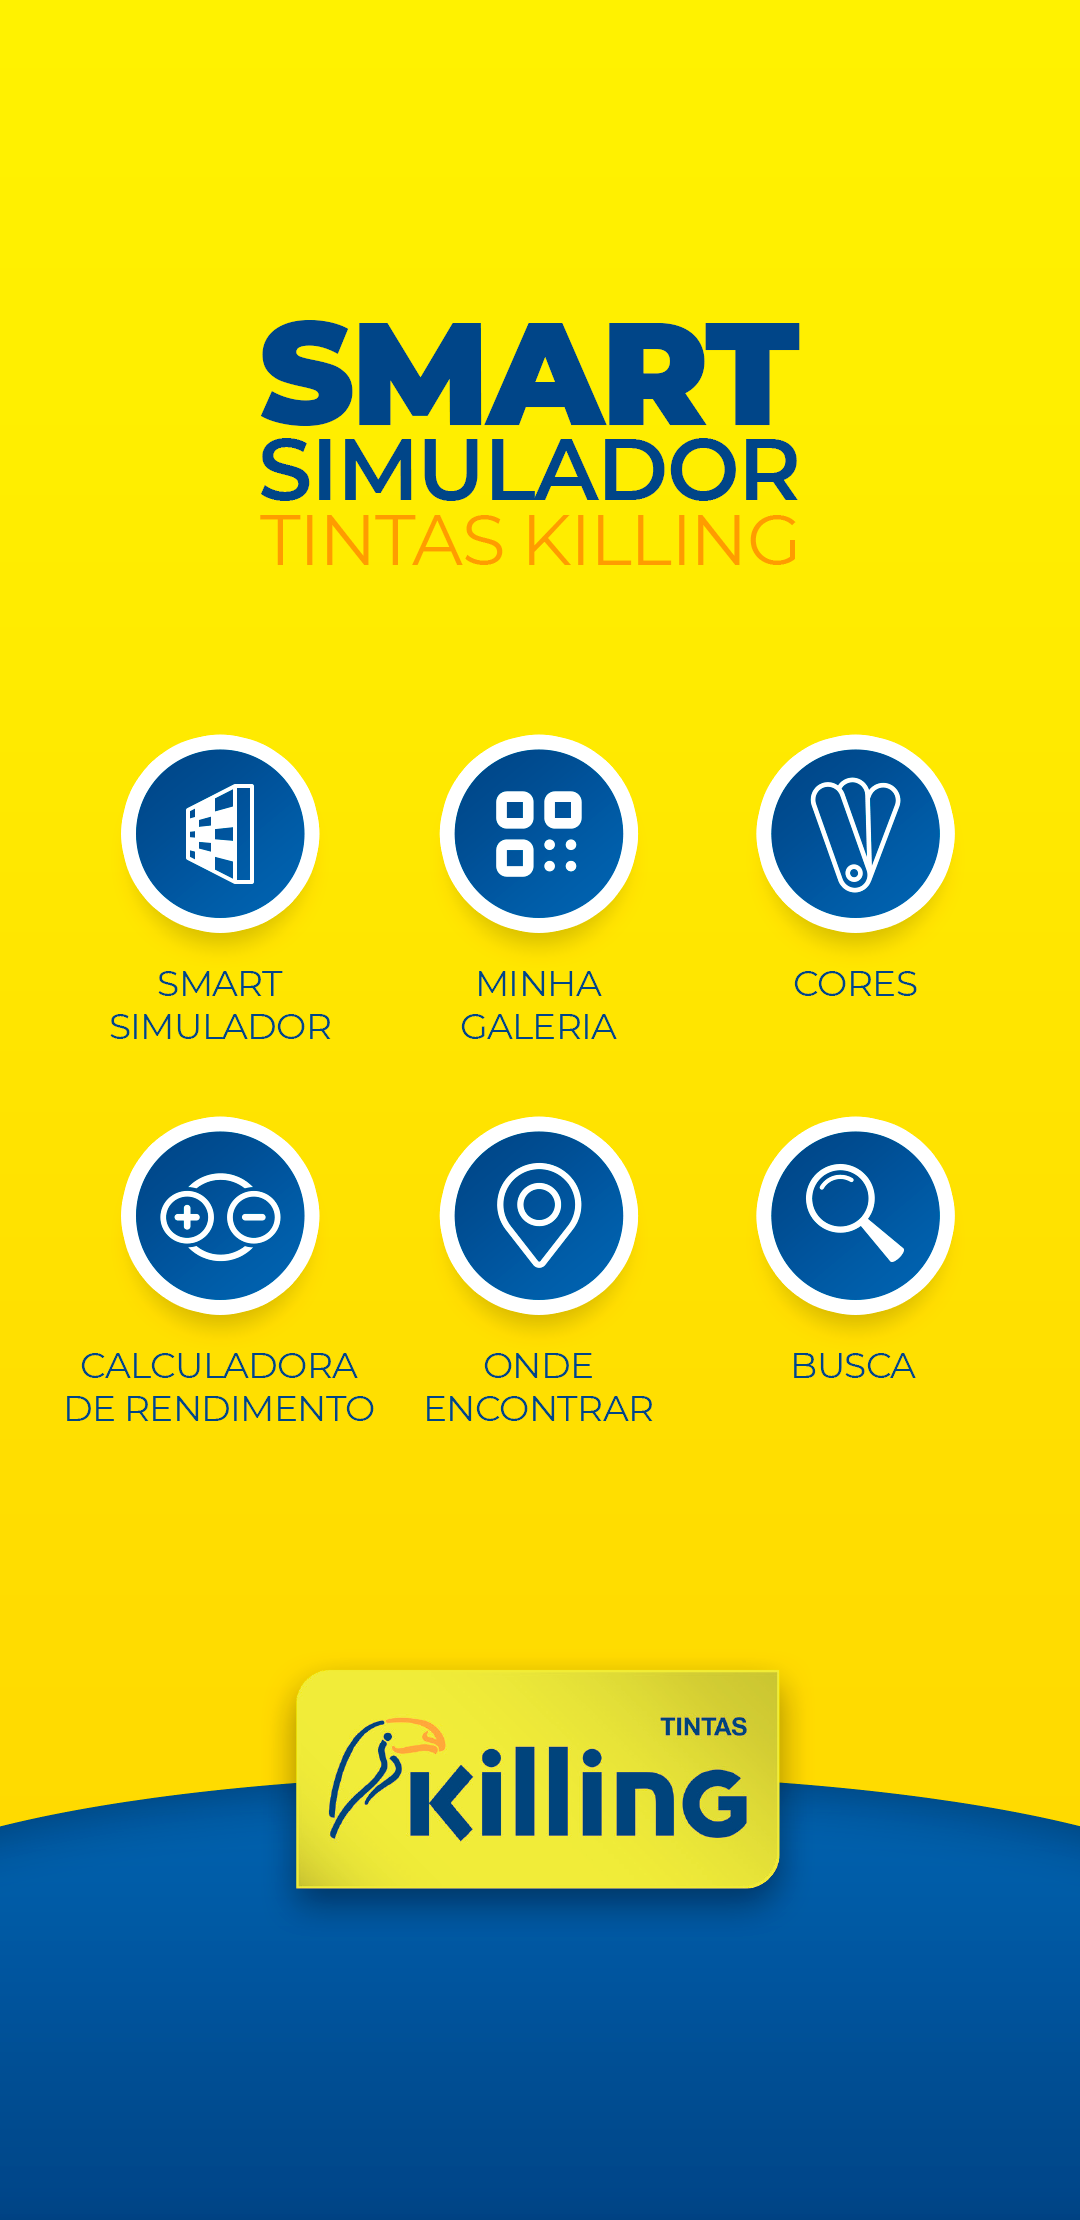 SMART
SIMULADOR
TINTAS KILLING
SMART
SIMULADOR
MINHA
GALERIA
CORES
CALCULADORA
DE RENDIMENTO
ONDE
ENCONTRAR
BUSCA
TINTAS
Killing